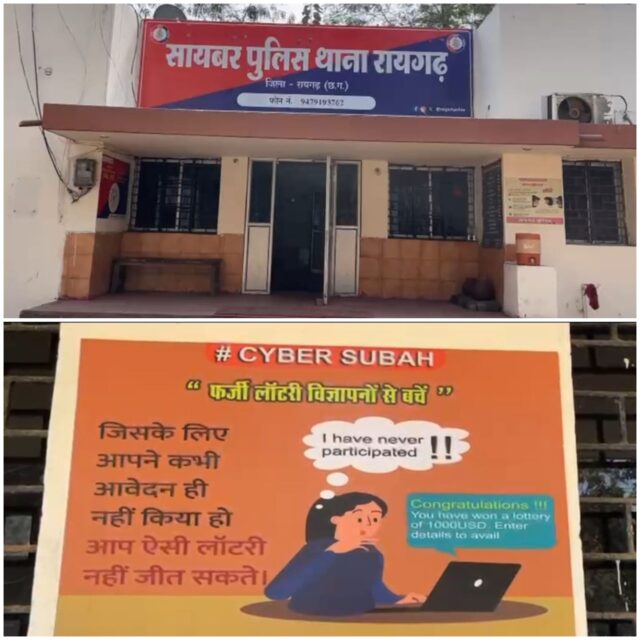 सायबर पुलिस थाना रायगढ़
जिला - रायगढ़ (छ.ग.)
फोन नं. 9479193762
# CYBER SUBAH
“ फर्जी लॉटरी विज्ञापनों से बचें ”
जिसके लिए
आपने कभी
आवेदन ही
नहीं किया हो
आप ऐसी लॉटरी
नहीं जीत सकते।
I have never
participated !!
Congratulations !!!
You have won a lottery
of 1000USD. Enter
details to avail